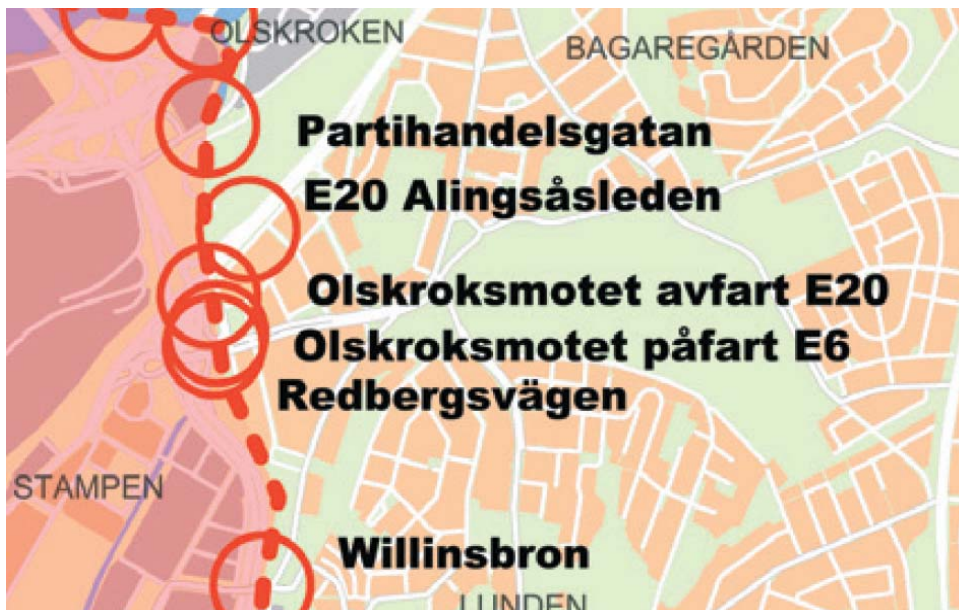 OLSKROKEN
BAGAREGÅRDEN
Partihandelsgatan
E20 Alingsåsleden
Olskroksmotet avfart E20
Olskroksmotet påfart E6
Redbergsvägen
STAMPEN
Willinsbron
LUNDEN